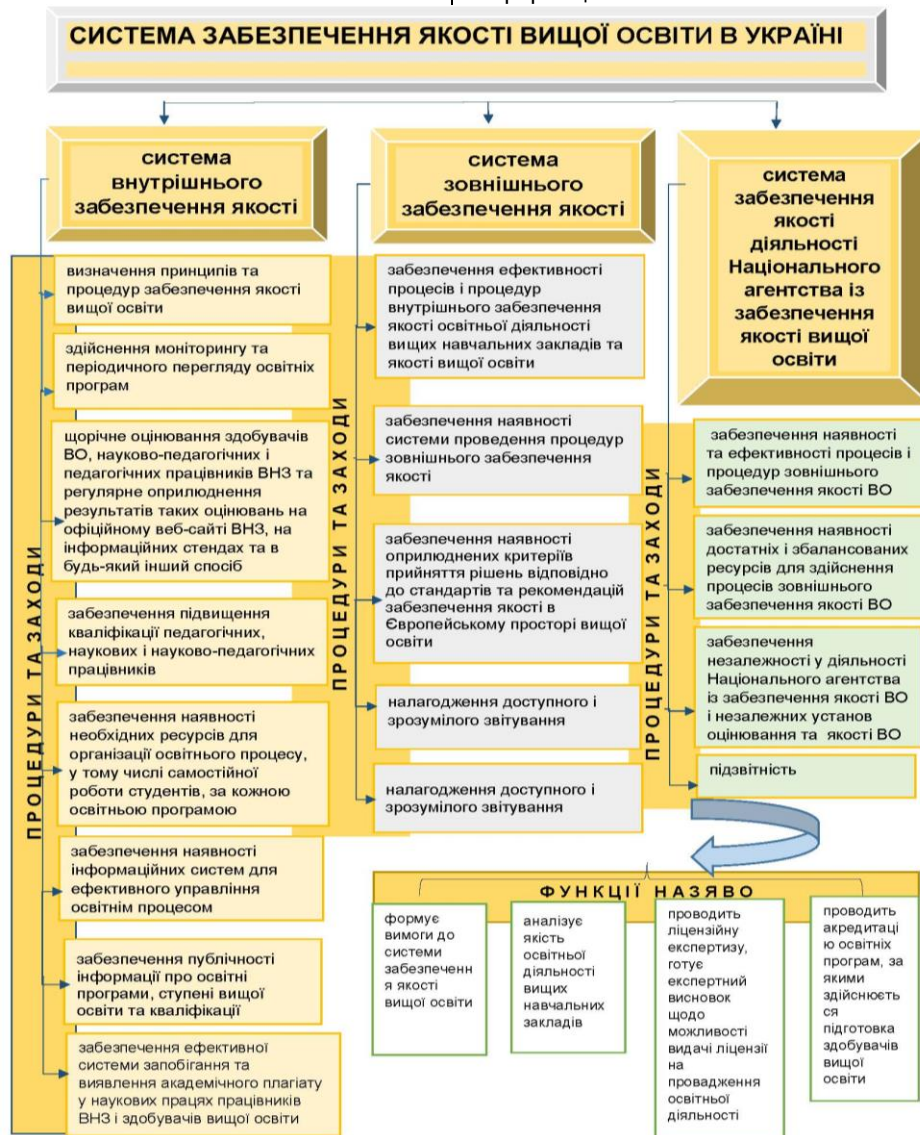 СИСТЕМА ЗАБЕЗПЕЧЕННЯ ЯКОСТІ ВИЩОЇ ОСВІТИ В УКРАЇНІ
система
внутрішнього
забезпечення якості
система
зовнішнього
забезпечення якості
система
забезпечення
якості
діяльності
Національного
агентства із
забезпечення
якості вищої
освіти
ПРОЦЕДУРИ ТА ЗАХОДИ
визначення принципів та
процедур забезпечення якості
вищої освіти
здійснення моніторингу та
періодичного перегляду освітніх
програм
щорічне оцінювання здобувачів
ВО, науково-педагогічних і
педагогічних працівників ВНЗ та
регулярне оприлюднення
результатів таких оцінювань на
офіційному веб-сайті ВНЗ, на
інформаційних стендах та в
будь-який інший спосіб
забезпечення підвищення
кваліфікації педагогічних,
наукових і науково-педагогічних
працівників
забезпечення наявності
необхідних ресурсів для
організації освітнього процесу,
у тому числі самостійної
роботи студентів, за кожною
освітньою програмою
забезпечення наявності
інформаційних систем для
ефективного управління
освітнім процесом
забезпечення публічності
інформації про освітні
програми, ступені вищої
освіти та кваліфікації
забезпечення ефективної
системи запобігання та
виявлення академічного плагіату
у наукових працях працівників
ВНЗ і здобувачів вищої освіти
ПРОЦЕДУРИ ТА ЗАХОДИ
забезпечення ефективності
процесів і процедур
внутрішнього забезпечення
якості освітньої діяльності
вищих навчальних закладів та
якості вищої освіти
забезпечення наявності
системи проведення процедур
зовнішнього забезпечення
якості
забезпечення наявності
оприлюднених критеріїв
прийняття рішень відповідно
до стандартів та рекомендацій
забезпечення якості в
Європейському просторі вищої
освіти
налагодження доступного і
зрозумілого звітування
налагодження доступного і
зрозумілого звітування
ПРОЦЕДУРИ ТА ЗАХОДИ
забезпечення наявності
та ефективності процесів і
процедур зовнішнього
забезпечення якості ВО
забезпечення наявності
достатніх і збалансованих
ресурсів для здійснення
процесів зовнішнього
забезпечення якості ВО
забезпечення
незалежності у діяльності
Національного агентства
із забезпечення якості ВО
і незалежних установ
оцінювання та якості ВО
підзвітність
ФУНКЦІЇ НАЗЯВО
формує
вимоги до
системи
забезпеченн
я якості
вищої освіти
аналізує
якість
освітньої
діяльності
вищих
навчальних
закладів
проводить
ліцензійну
експертизу,
готує
експертний
висновок
щодо
можливості
видачі ліцензії
на
провадження
освітньої
діяльності
проводить
акредитаці
ю освітніх
програм, за
якими
здійснюєть
ся
підготовка
здобувачів
вищої
освіти